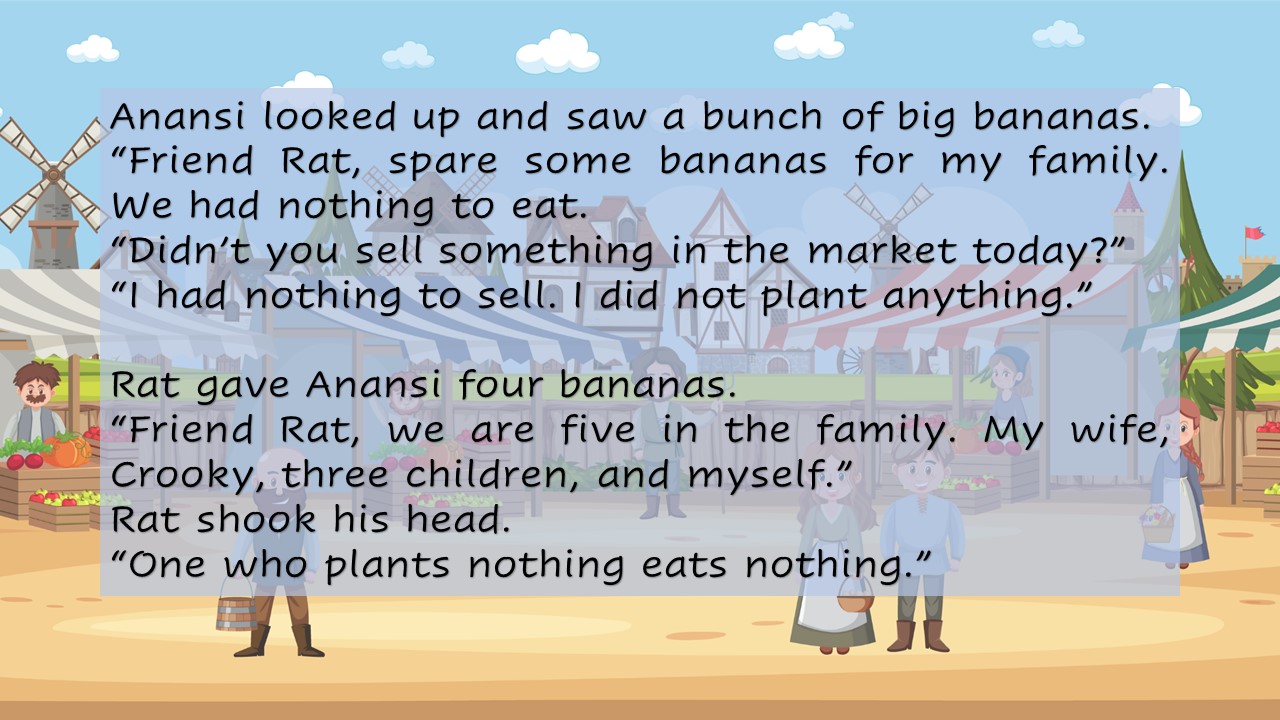 Anansi looked up and saw a bunch of big bananas.
“Friend Rat, spare some bananas for my family.
We had nothing to eat.
“Didn’t you sell something in the market today?”
“I had nothing to sell. I did not plant anything.”
Rat gave Anansi four bananas.
“Friend Rat, we are five in the family. My wife,
Crooky, three children, and myself.”
Rat shook his head.
“One who plants nothing eats nothing.”